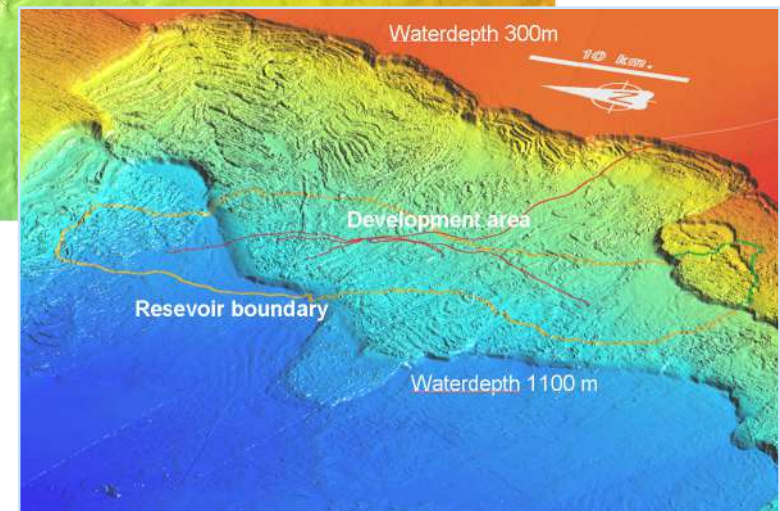 Waterdepth 300m
10 km.
N
Development area
Resevoir boundary
Waterdepth 1100 m